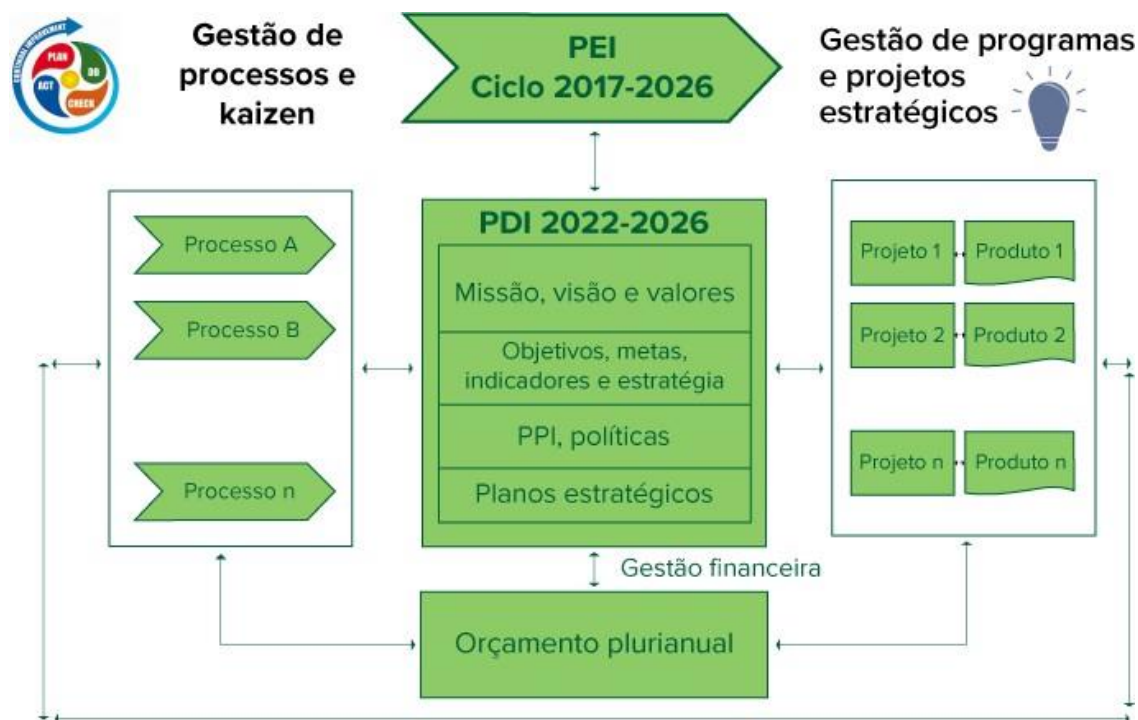 CONTINUAL IMPROVEMENT
PLAN
DO
CHECK
ACT
Gestão de
processos e
kaizen
PEI
Ciclo 2017-2026
Gestão de programas
e projetos
estratégicos
Processo A
Processo B
Processo n
PDI 2022-2026
Missão, visão e valores
Objetivos, metas,
indicadores e estratégia
PPI, políticas
Planos estratégicos
Projeto 1
Produto 1
Projeto 2
Produto 2
Projeto n
Produto n
Gestão financeira
Orçamento plurianual